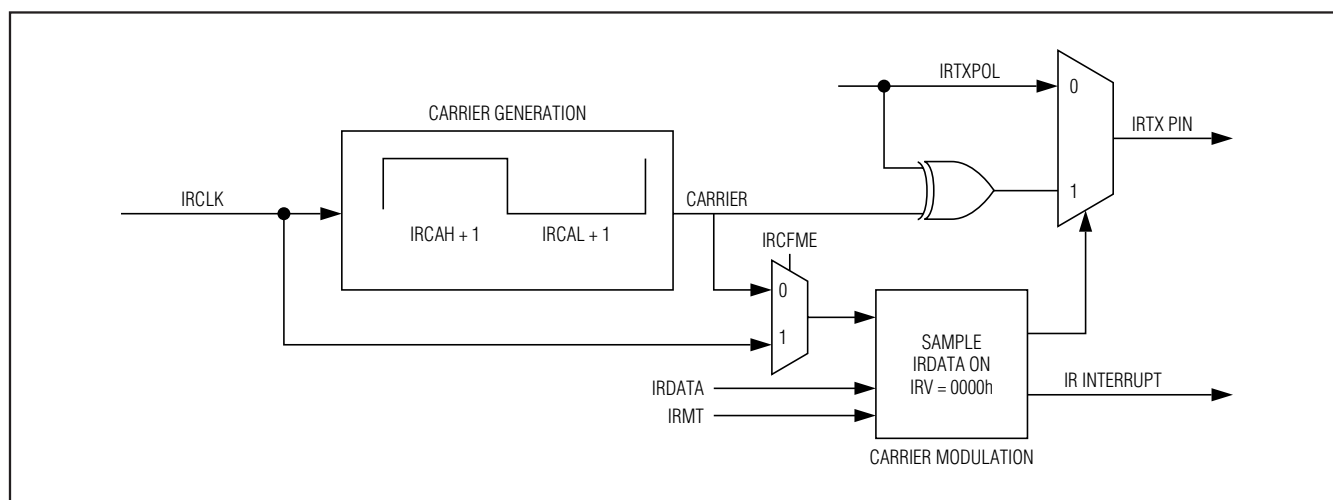 IRTXPOL
0
CARRIER GENERATION
IRTX PIN
IRCLK
CARRIER
1
IRCAH + 1
IRCAL + 1
IRCFME
0
1
SAMPLE
IRDATA ON
IRV = 0000h
IRDATA
IR INTERRUPT
IRMT
CARRIER MODULATION